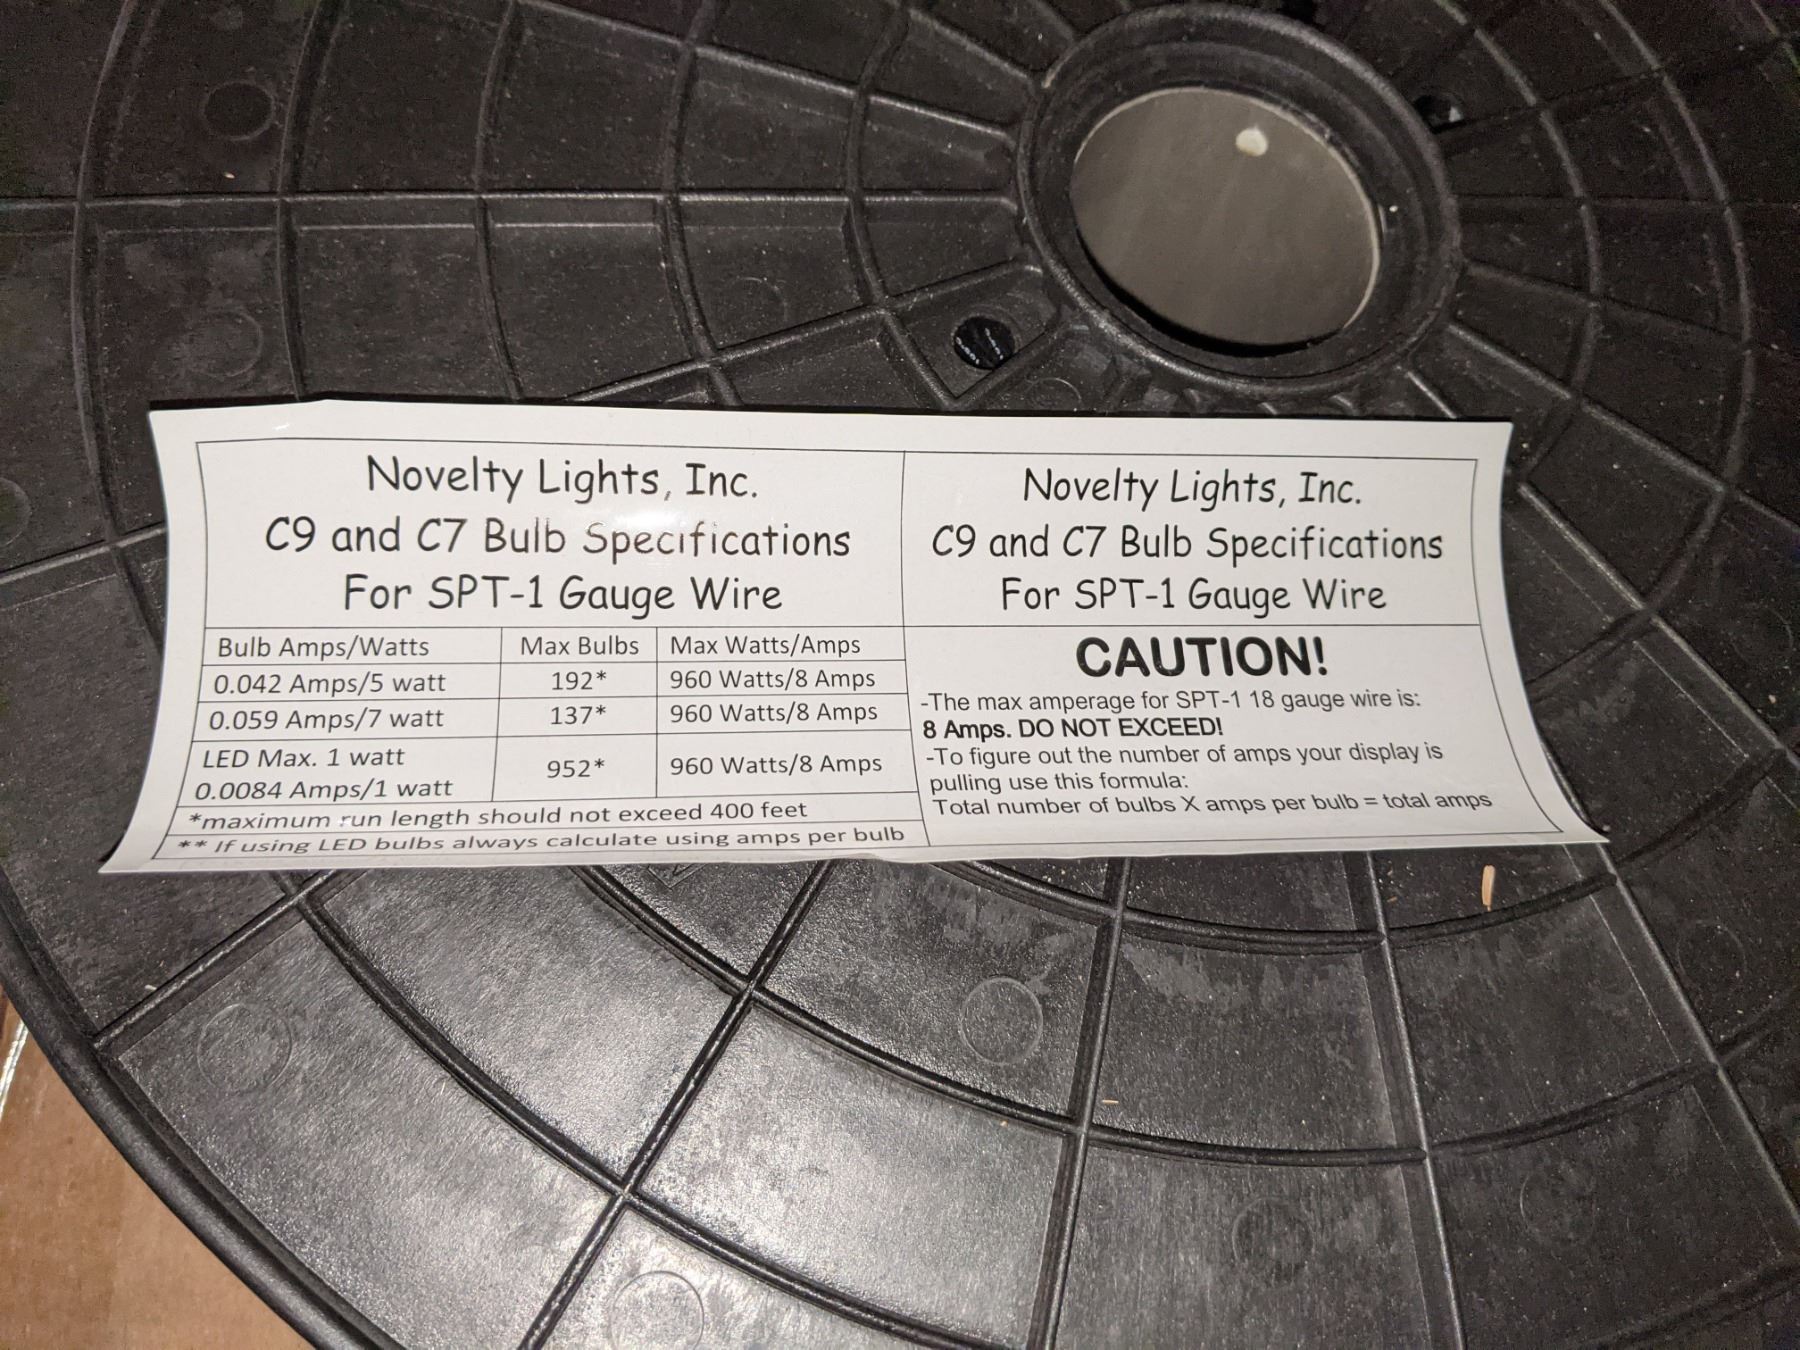 Novelty Lights, Inc.
C9 and C7 Bulb Specifications
For SPT-1 Gauge Wire
Bulb Amps/Watts Max Bulbs Max Watts/Amps
0.042 Amps/5 watt 192* 960 Watts/8 Amps
0.059 Amps/7 watt 137* 960 Watts/8 Amps
LED Max. 1 watt
0.0084 Amps/1 watt 952* 960 Watts/8 Amps
*maximum run length should not exceed 400 feet
** If using LED bulbs always calculate using amps per bulb
Novelty Lights, Inc.
C9 and C7 Bulb Specifications
For SPT-1 Gauge Wire
CAUTION!
-The max amperage for SPT-1 18 gauge wire is:
8 Amps. DO NOT EXCEED!
-To figure out the number of amps your display is
pulling use this formula:
Total number of bulbs X amps per bulb = total amps